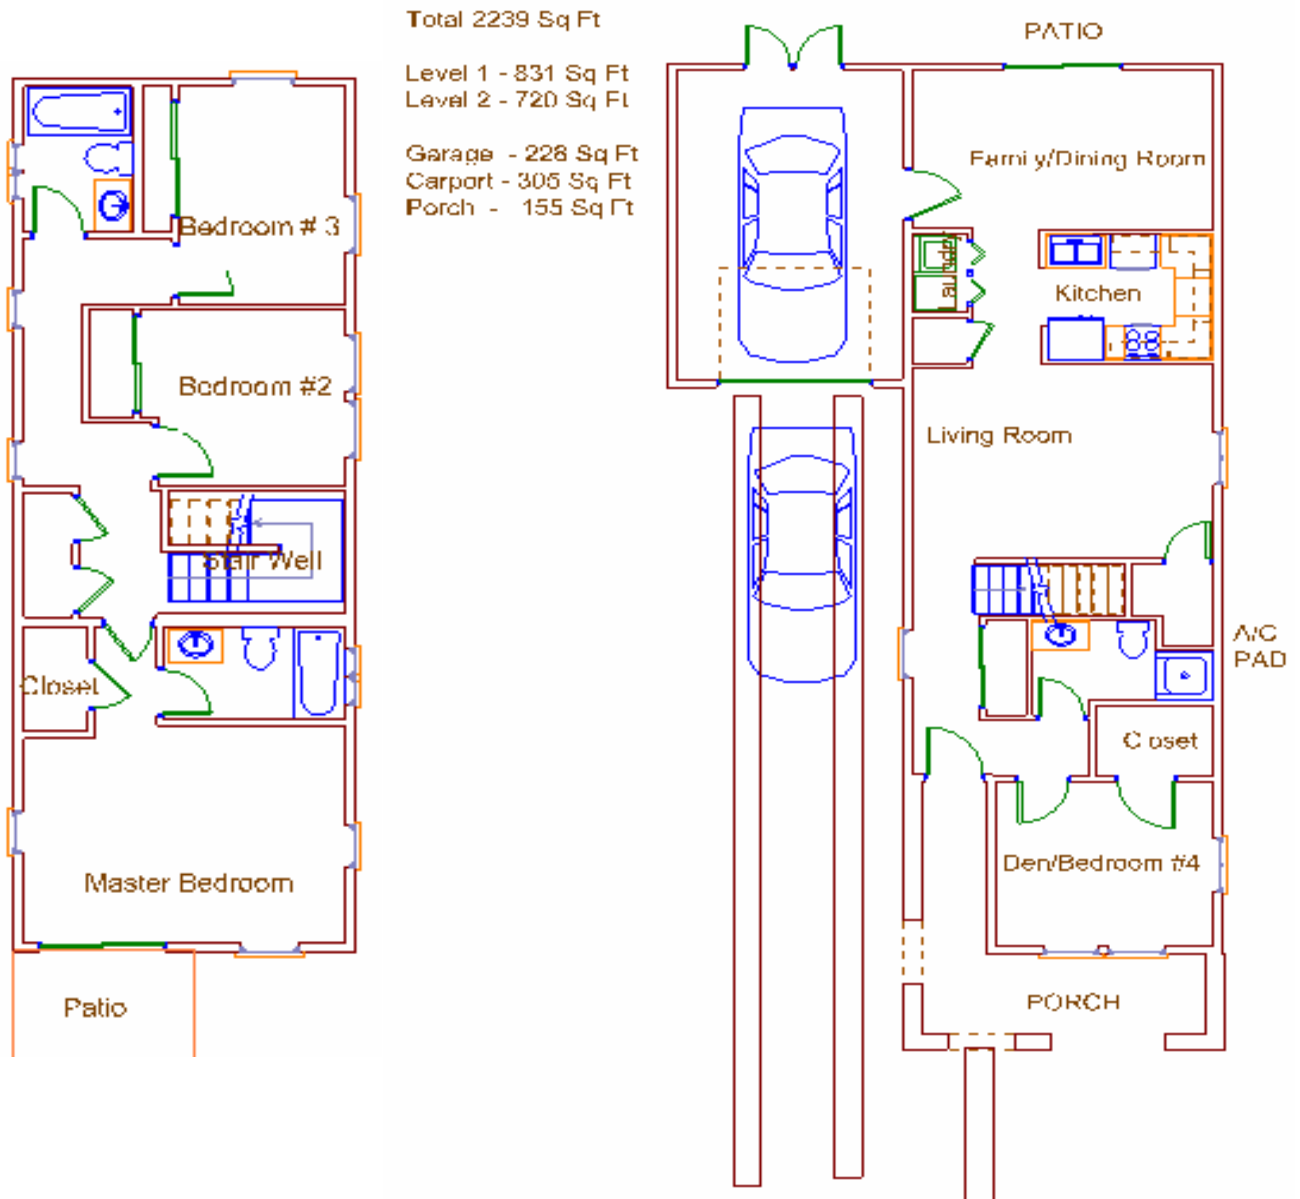 Total 2239 Sq Ft
Level 1 - 831 Sq Ft
Level 2 - 720 Sq Ft
Garage - 228 Sq Ft
Carport - 305 Sq Ft
Porch - 155 Sq Ft
Bedroom # 3
Bedroom #2
Stair Well
Closet
Master Bedroom
Patio
PATIO
Family/Dining Room
Laundry
Kitchen
Living Room
A/C
PAD
Closet
Den/Bedroom #4
PORCH